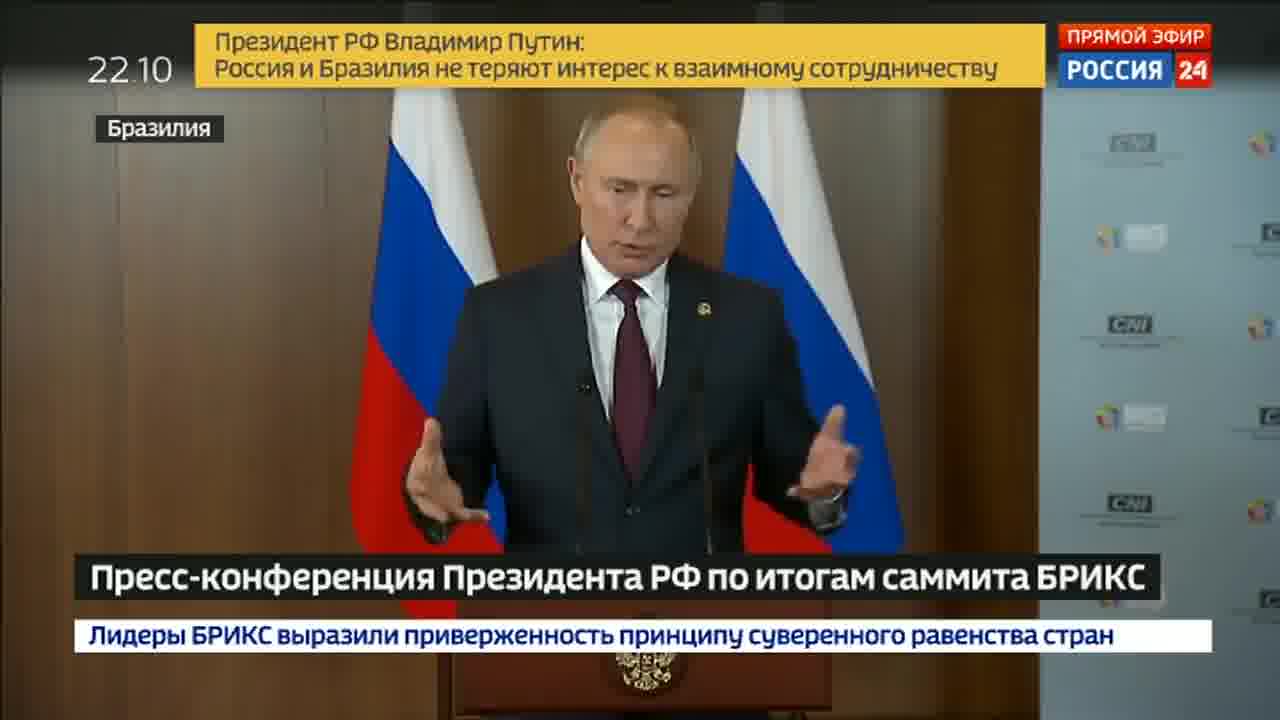 22.10
Президент РФ Владимир Путин:
Россия и Бразилия не теряют интерес к взаимному сотрудничеству
ПРЯМОЙ ЭФИР
РОССИЯ 24
Бразилия
CNI
CNI
CNI
Пресс-конференция Президента РФ по итогам саммита БРИКС
Лидеры БРИКС выразили приверженность принципу суверенного равенства стран